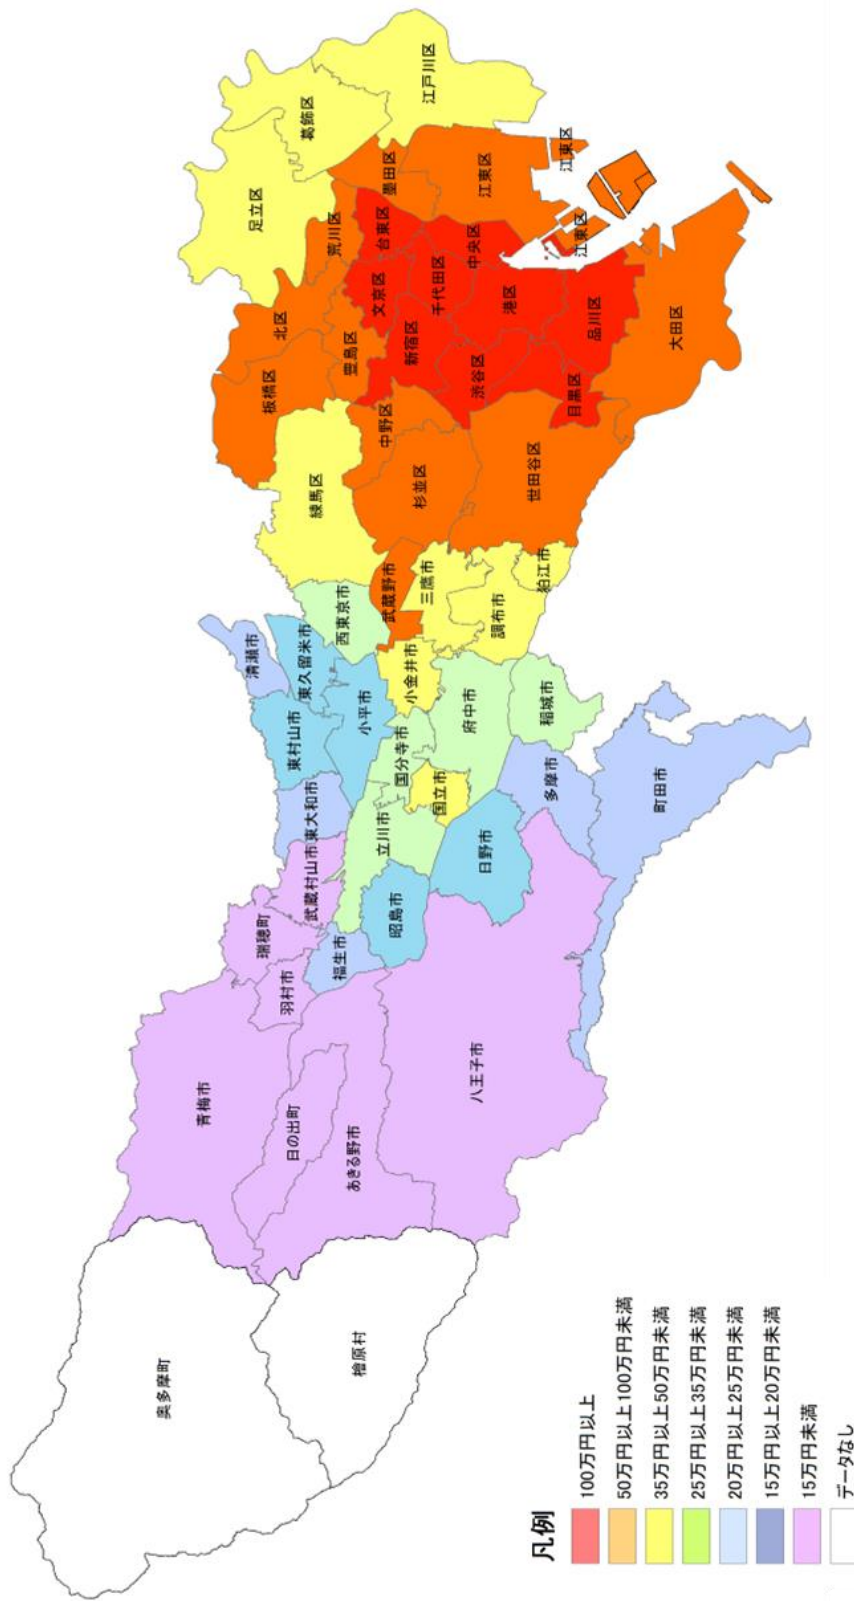 奥多摩町
檜原村
青梅市
日の出町
あきる野市
八王子市
瑞穂町
羽村市
福生市
武蔵村山市
昭島市
東大和市
立川市
日野市
多摩市
町田市
東村山市
清瀬市
東久留米市
小平市
国分寺市
国立市
府中市
稲城市
西東京市
小金井市
武蔵野市
三鷹市
調布市
狛江市
練馬区
板橋区
北区
豊島区
中野区
杉並区
世田谷区
新宿区
渋谷区
目黒区
品川区
大田区
港区
千代田区
文京区
台東区
中央区
荒川区
足立区
葛飾区
墨田区
江東区
江東区
江東区
江戸川区
凡例
100万円以上
50万円以上100万円未満
35万円以上50万円未満
25万円以上35万円未満
20万円以上25万円未満
15万円以上20万円未満
15万円未満
データなし